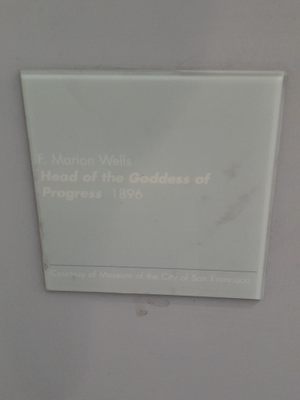 F. Marion Wells
Head of the Goddess of
Progress 1896
Courtesy of Museum of the City of San Francisco